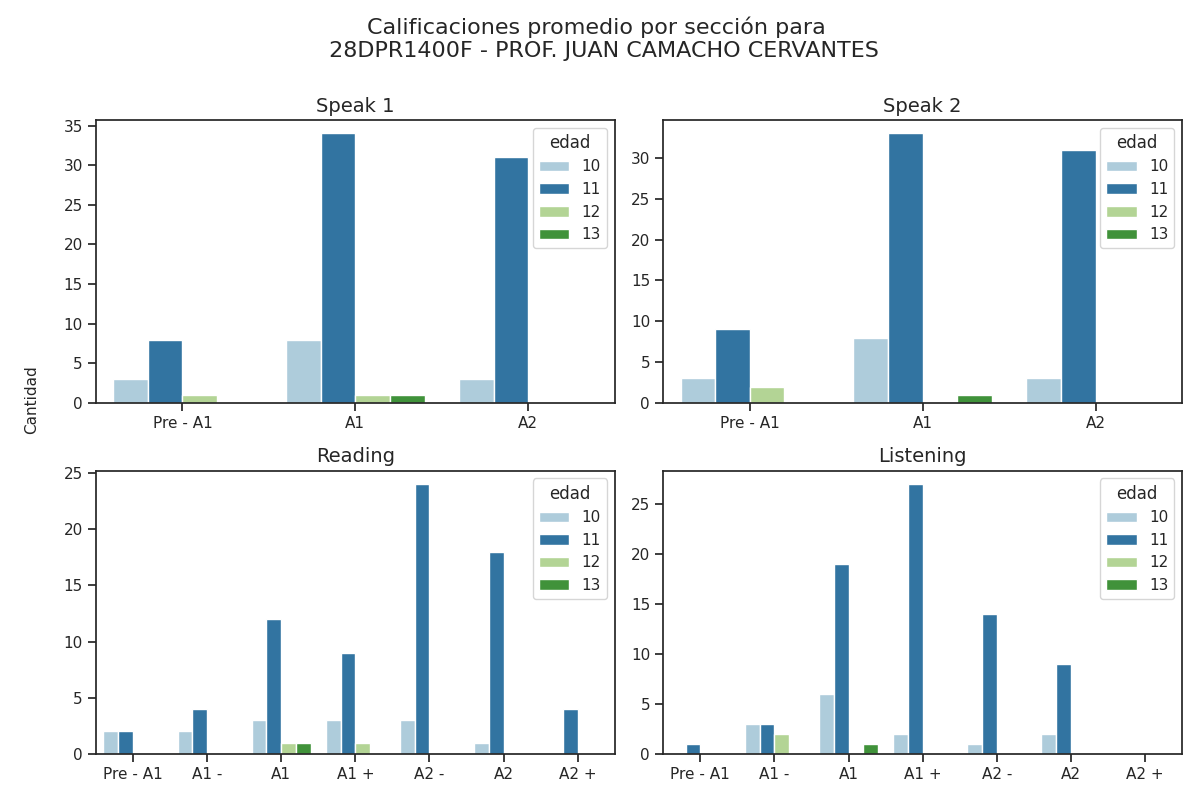 Calificaciones promedio por sección para
28DPR1400F - PROF. JUAN CAMACHO CERVANTES
Cantidad
Speak 1
35
30
25
20
15
10
5
0
Pre - A1 A1 A2
edad
10
11
12
13
Speak 2
30
25
20
15
10
5
0
Pre - A1 A1 A2
edad
10
11
12
13
Reading
25
20
15
10
5
0
Pre - A1 A1 - A1 A1 + A2 - A2 A2 +
edad
10
11
12
13
Listening
25
20
15
10
5
0
Pre - A1 A1 - A1 A1 + A2 - A2 A2 +
edad
10
11
12
13